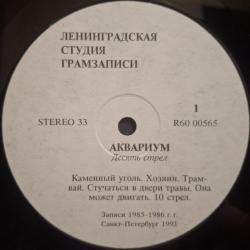 ЛЕНИНГРАДСКАЯ
СТУДИЯ
ГРАМЗАПИСИ
1
STEREO 33
R60 00565
АКВАРИУМ
Десять стрел
Каменный уголь. Хозяин. Трам-
вай. Стучаться в двери травы. Она
может двигать. 10 стрел.
Записи 1985-1986 г. г.
Санкт-Петербург 1991